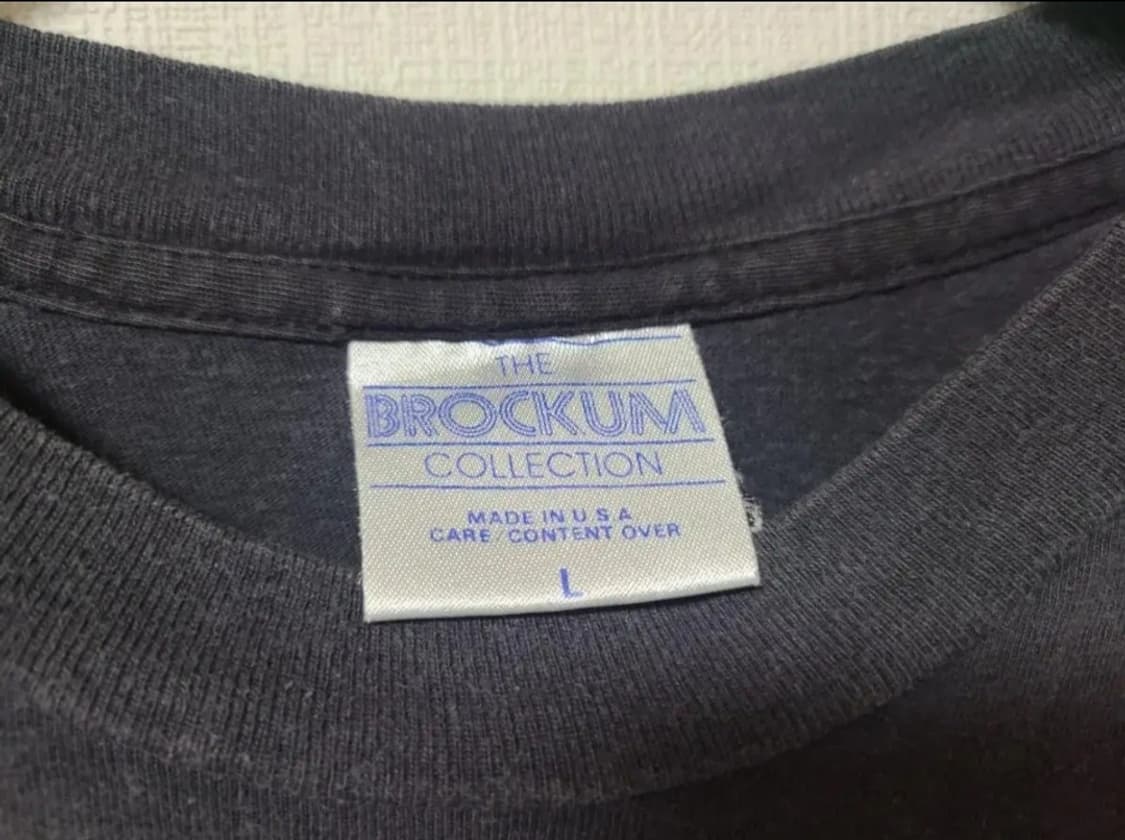 THE
BROCKUM
COLLECTION
MADE IN U S A
CARE/CONTENT OVER
L